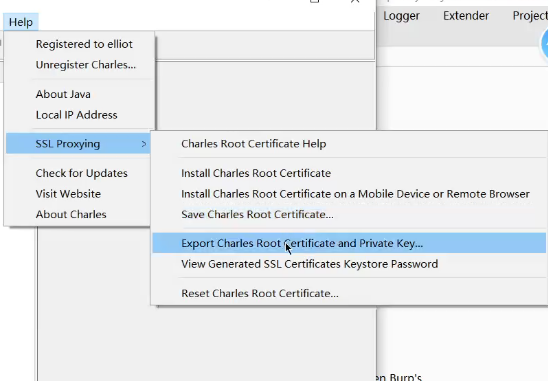 Logger Extender Project
Help
Registered to elliot
Unregister Charles...
About Java
Local IP Address
SSL Proxying >
Charles Root Certificate Help
Check for Updates
Install Charles Root Certificate
Visit Website
Install Charles Root Certificate on a Mobile Device or Remote Browser
About Charles
Save Charles Root Certificate...
Export Charles Root Certificate and Private Key...
View Generated SSL Certificates Keystore Password
Reset Charles Root Certificate...
en Burp's